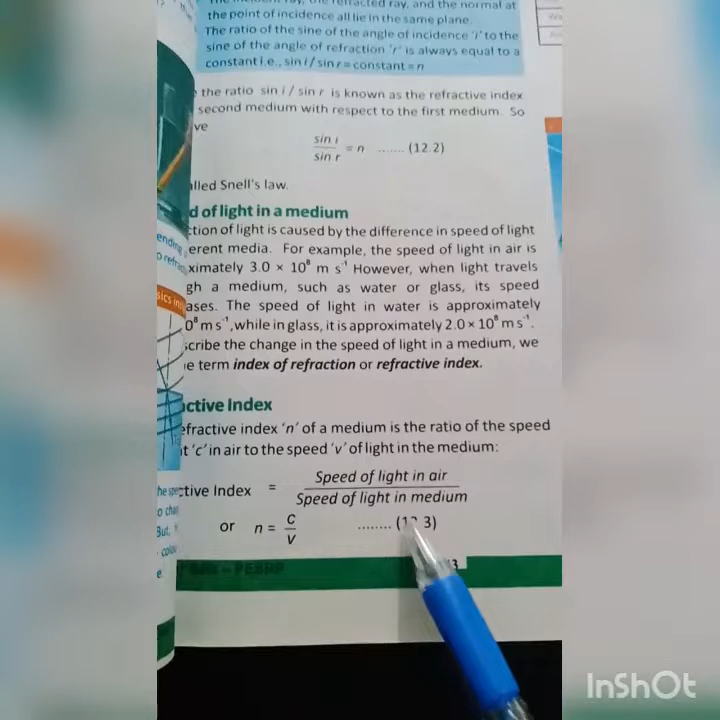 the refracted ray, and the normal at
the point of incidence all lie in the same plane.
The ratio of the sine of the angle of incidence 'i' to the
sine of the angle of refraction 'r' is always equal to a
constant i.e., sin i / sin r = constant = n
the ratio sin i / sin r is known as the refractive index
second medium with respect to the first medium. So
ve
sin i / sin r = n ....... (12.2)
lled Snell's law.
d of light in a medium
ction of light is caused by the difference in speed of light
erent media. For example, the speed of light in air is
ximately 3.0 × 10⁸ m s⁻¹ However, when light travels
gh a medium, such as water or glass, its speed
ases. The speed of light in water is approximately
0⁸ m s⁻¹, while in glass, it is approximately 2.0 × 10⁸ m s⁻¹.
scribe the change in the speed of light in a medium, we
e term index of refraction or refractive index.
active Index
efractive index 'n' of a medium is the ratio of the speed
t 'c' in air to the speed 'v' of light in the medium:
ctive Index = Speed of light in air / Speed of light in medium
or n = c / v ........ (12.3)
InShOt